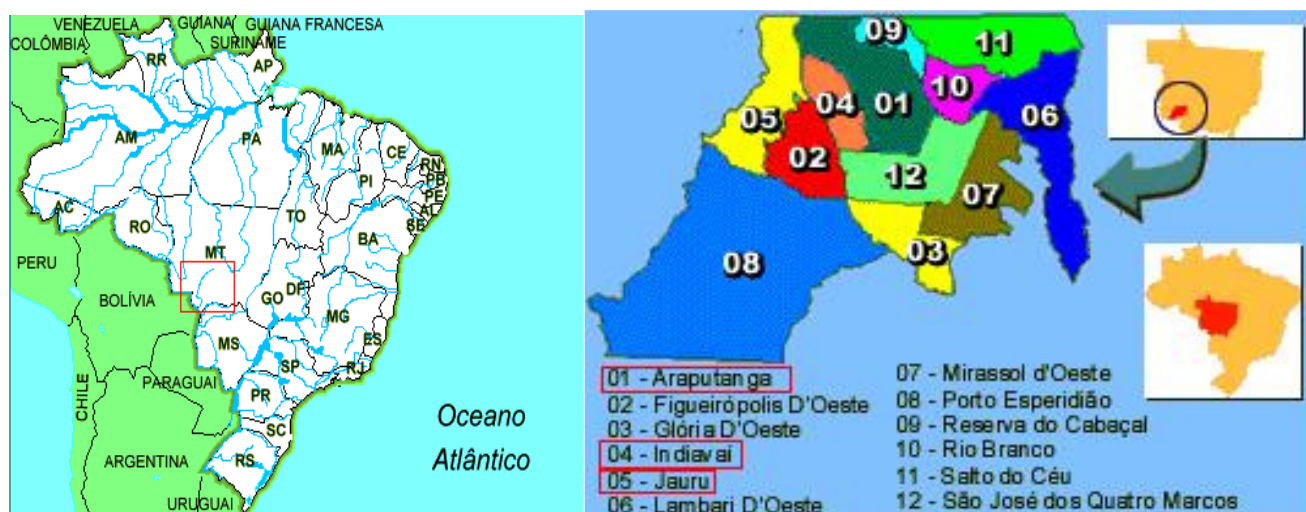 VENEZUELA
GUIANA
GUIANA FRANCESA
COLÔMBIA
SURINAME
RR
AP
AM
PA
MA
CE
RN
PB
PI
PE
AL
SE
AC
RO
TO
BA
MT
PERU
BOLÍVIA
GO
DF
MG
ES
MS
SP
RJ
PARAGUAI
CHILE
PR
SC
Oceano
Atlântico
ARGENTINA
RS
URUGUAI
09
11
10
04
01
06
05
02
12
07
03
08
01 - Araputanga
02 - Figueirópolis D'Oeste
03 - Glória D'Oeste
04 - Indiavaí
05 - Jauru
06 - Lambari D'Oeste
07 - Mirassol d'Oeste
08 - Porto Esperidião
09 - Reserva do Cabaçal
10 - Rio Branco
11 - Salto do Céu
12 - São José dos Quatro Marcos